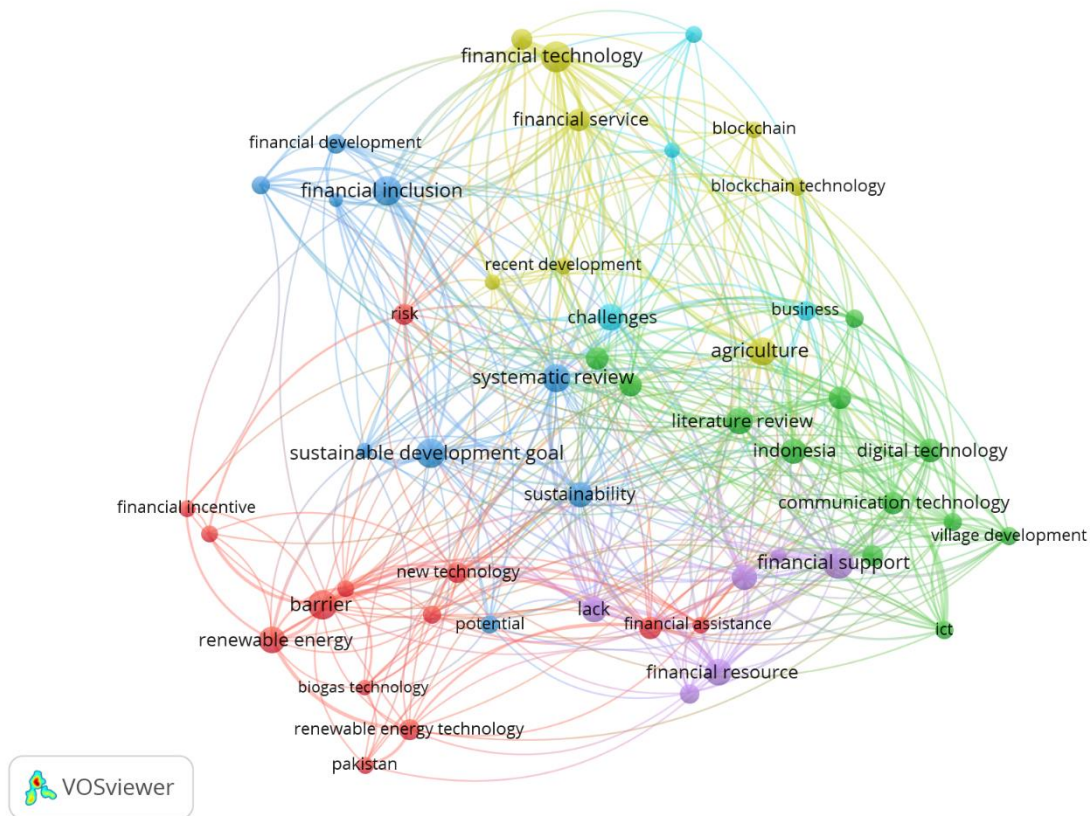 financial technology
financial service
blockchain
financial development
blockchain technology
financial inclusion
recent development
risk
challenges
business
agriculture
systematic review
literature review
sustainable development goal
indonesia
digital technology
sustainability
communication technology
financial incentive
village development
financial support
new technology
barrier
lack
potential
financial assistance
ict
renewable energy
financial resource
biogas technology
renewable energy technology
pakistan
VOSviewer